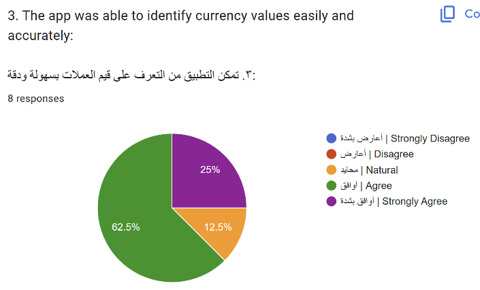 3. The app was able to identify currency values easily and
accurately:
Co
٣. تمكن التطبيق من التعرف على قيم العملات بسهولة ودقة:
8 responses
25%
12.5%
62.5%
أعارض بشدة | Strongly Disagree
أعارض | Disagree
محايد | Natural
أوافق | Agree
أوافق بشدة | Strongly Agree